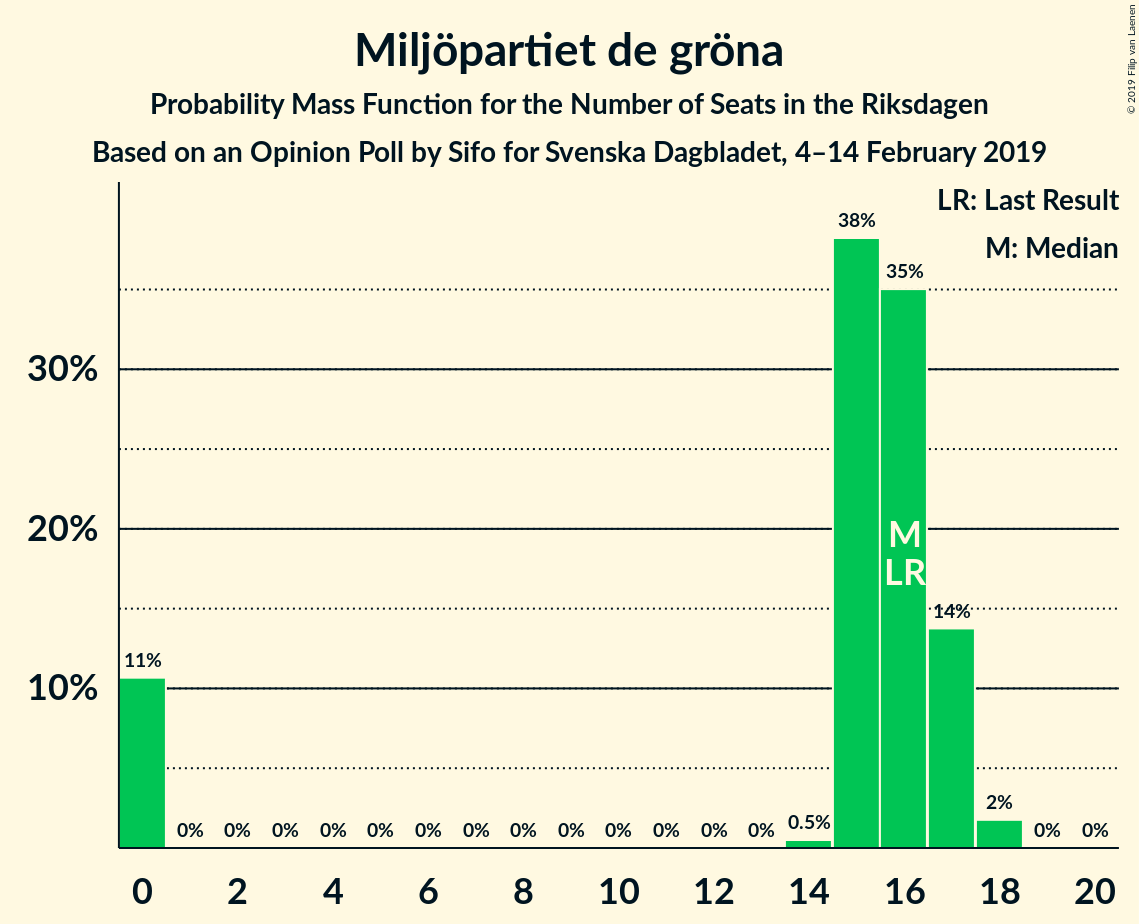 Miljöpartiet de gröna
Probability Mass Function for the Number of Seats in the Riksdagen
Based on an Opinion Poll by Sifo for Svenska Dagbladet, 4–14 February 2019
© 2019 Filip van Laenen
LR: Last Result
M: Median
38%
35%
30%
20%
M
LR
14%
11%
10%
0% 0% 0% 0% 0% 0% 0% 0% 0% 0% 0% 0% 0% 0.5% 2% 0% 0%
0 2 4 6 8 10 12 14 16 18 20